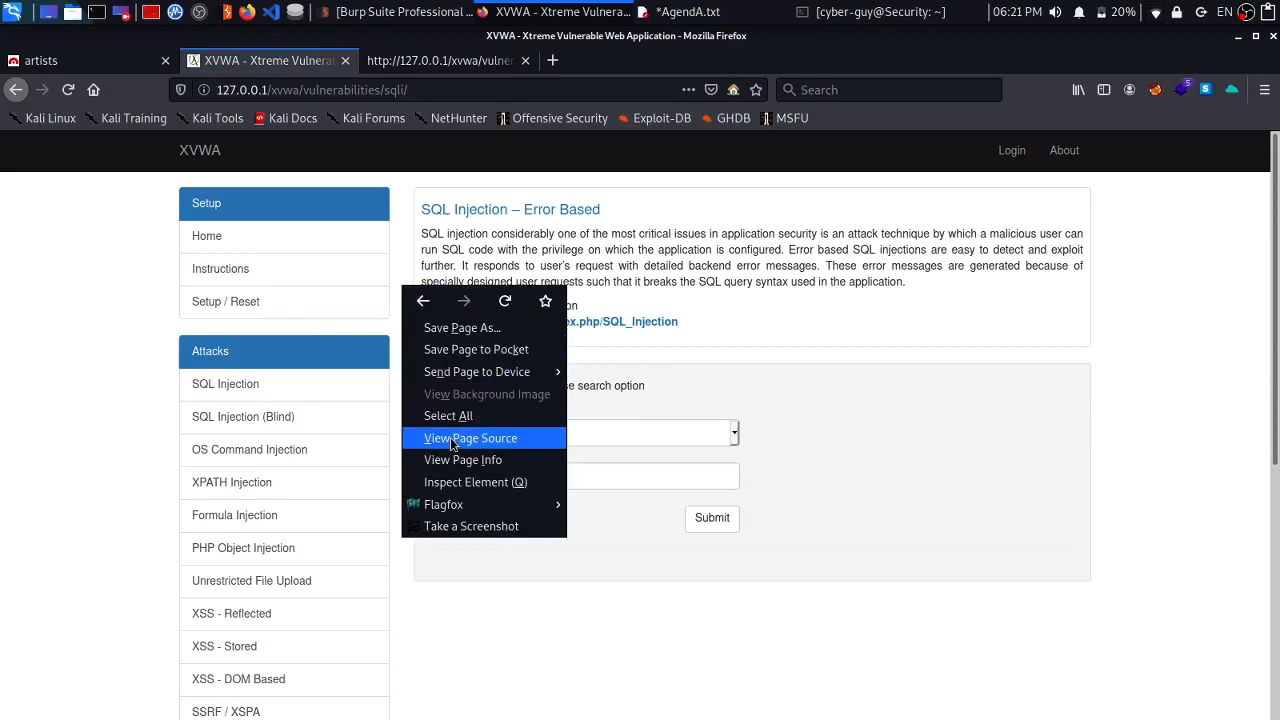 [Burp Suite Professional ...
XVWA - Xtreme Vulnera...
*AgendA.txt
[cyber-guy@Security: ~]
06:21 PM
20%
EN
XVWA - Xtreme Vulnerable Web Application - Mozilla Firefox
artists
XVWA - Xtreme Vulneral
http://127.0.0.1/xvwa/vulner
127.0.0.1/xvwa/vulnerabilities/sqli/
Search
5
Kali Linux
Kali Training
Kali Tools
Kali Docs
Kali Forums
NetHunter
Offensive Security
Exploit-DB
GHDB
MSFU
XVWA
Login
About
Setup
Home
Instructions
Setup / Reset
Attacks
SQL Injection
SQL Injection (Blind)
OS Command Injection
XPATH Injection
Formula Injection
PHP Object Injection
Unrestricted File Upload
XSS - Reflected
XSS - Stored
XSS - DOM Based
SSRF / XSPA
SQL Injection – Error Based
SQL injection considerably one of the most critical issues in application security is an attack technique by which a malicious user can
run SQL code with the privilege on which the application is configured. Error based SQL injections are easy to detect and exploit
further. It responds to user's request with detailed backend error messages. These error messages are generated because of
specially designed user requests such that it breaks the SQL query syntax used in the application.
on
ex.php/SQL_Injection
se search option
Submit
Save Page As...
Save Page to Pocket
Send Page to Device
View Background Image
Select All
View Page Source
View Page Info
Inspect Element (Q)
Flagfox
Take a Screenshot